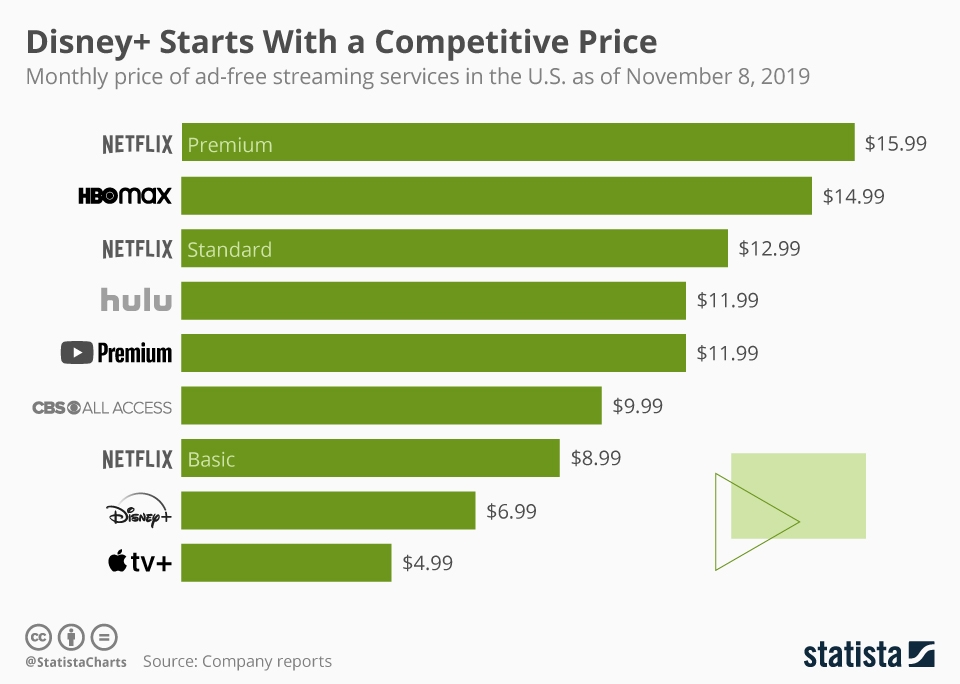 Disney+ Starts With a Competitive Price
Monthly price of ad-free streaming services in the U.S. as of November 8, 2019
NETFLIX Premium $15.99
HBOmax $14.99
NETFLIX Standard $12.99
hulu $11.99
Premium $11.99
CBS ALL ACCESS $9.99
NETFLIX Basic $8.99
Disney+ $6.99
tv+ $4.99
cc
@StatistaCharts Source: Company reports
statista